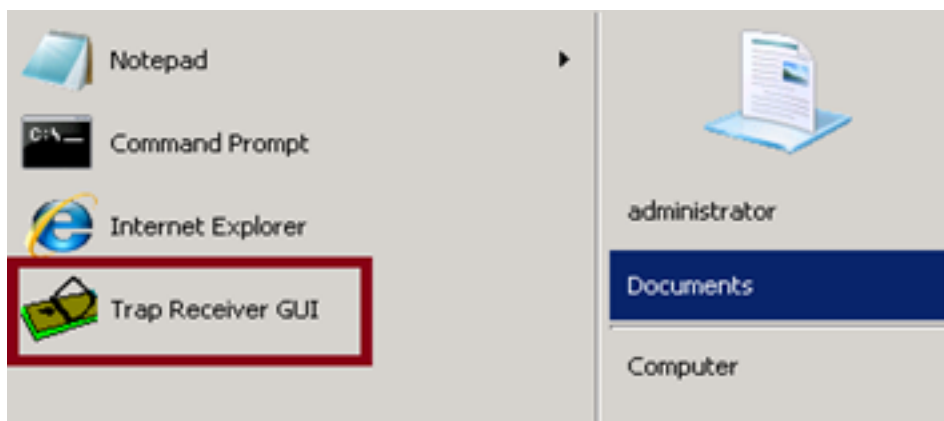 Notepad
C:\_
Command Prompt
Internet Explorer
Trap Receiver GUI
administrator
Documents
Computer